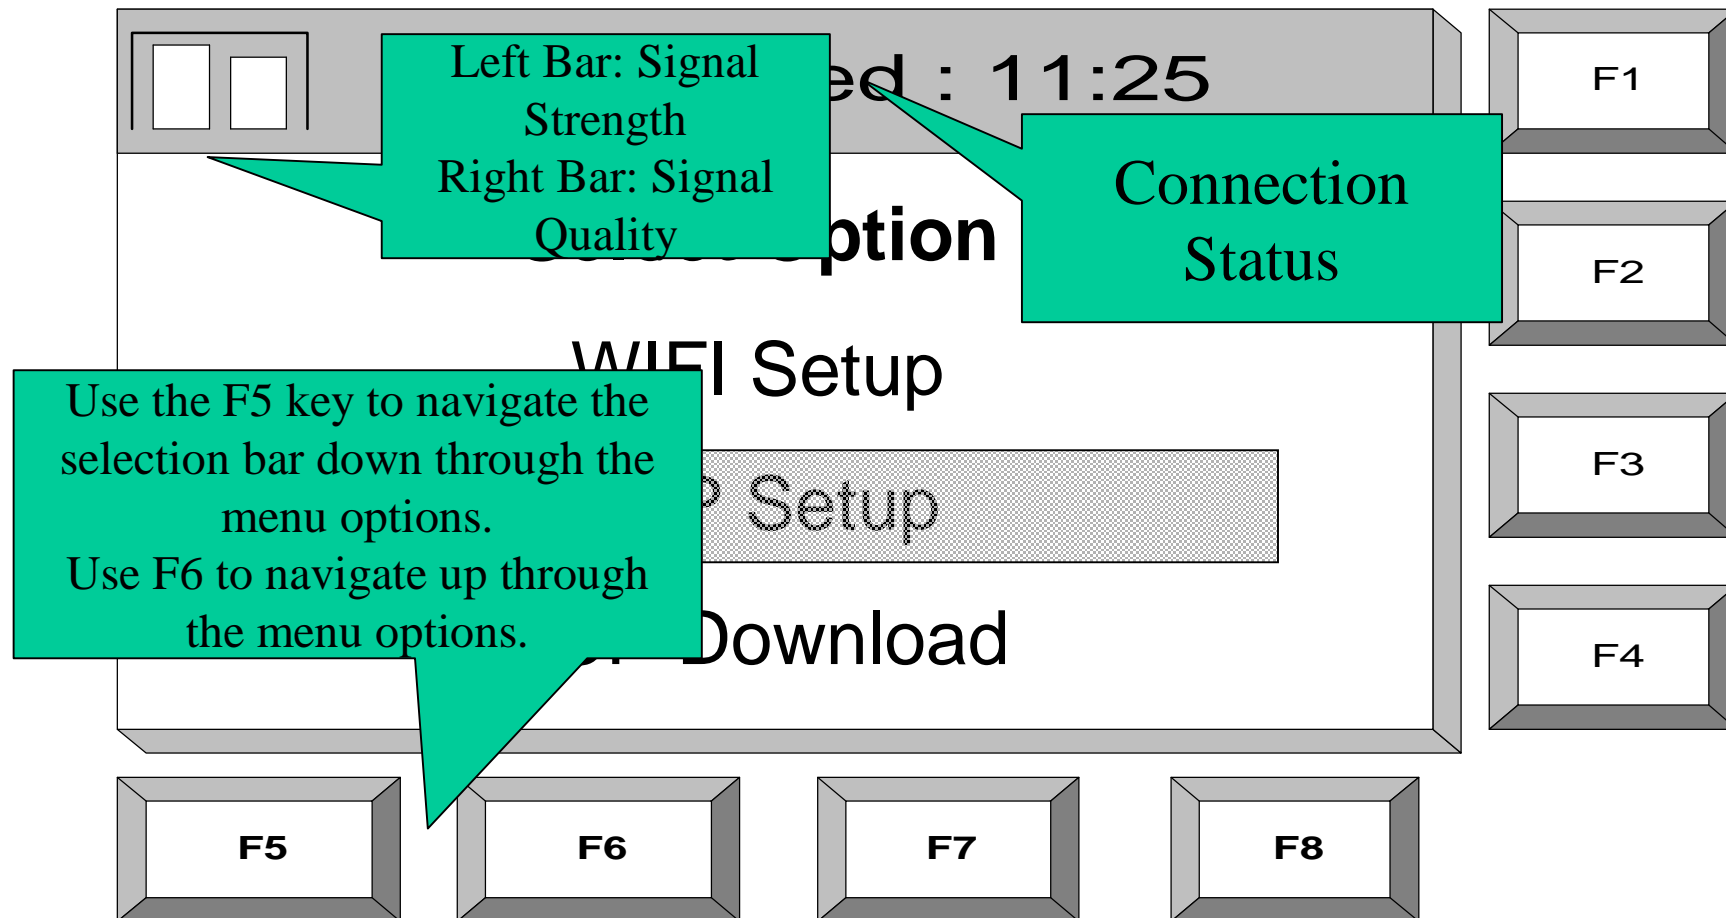 Left Bar: Signal
Strength
Right Bar: Signal
Quality
ed : 11:25
Connection
Status
Option
WIFI Setup
Setup
Download
Use the F5 key to navigate the
selection bar down through the
menu options.
Use F6 to navigate up through
the menu options.
F1
F2
F3
F4
F5
F6
F7
F8